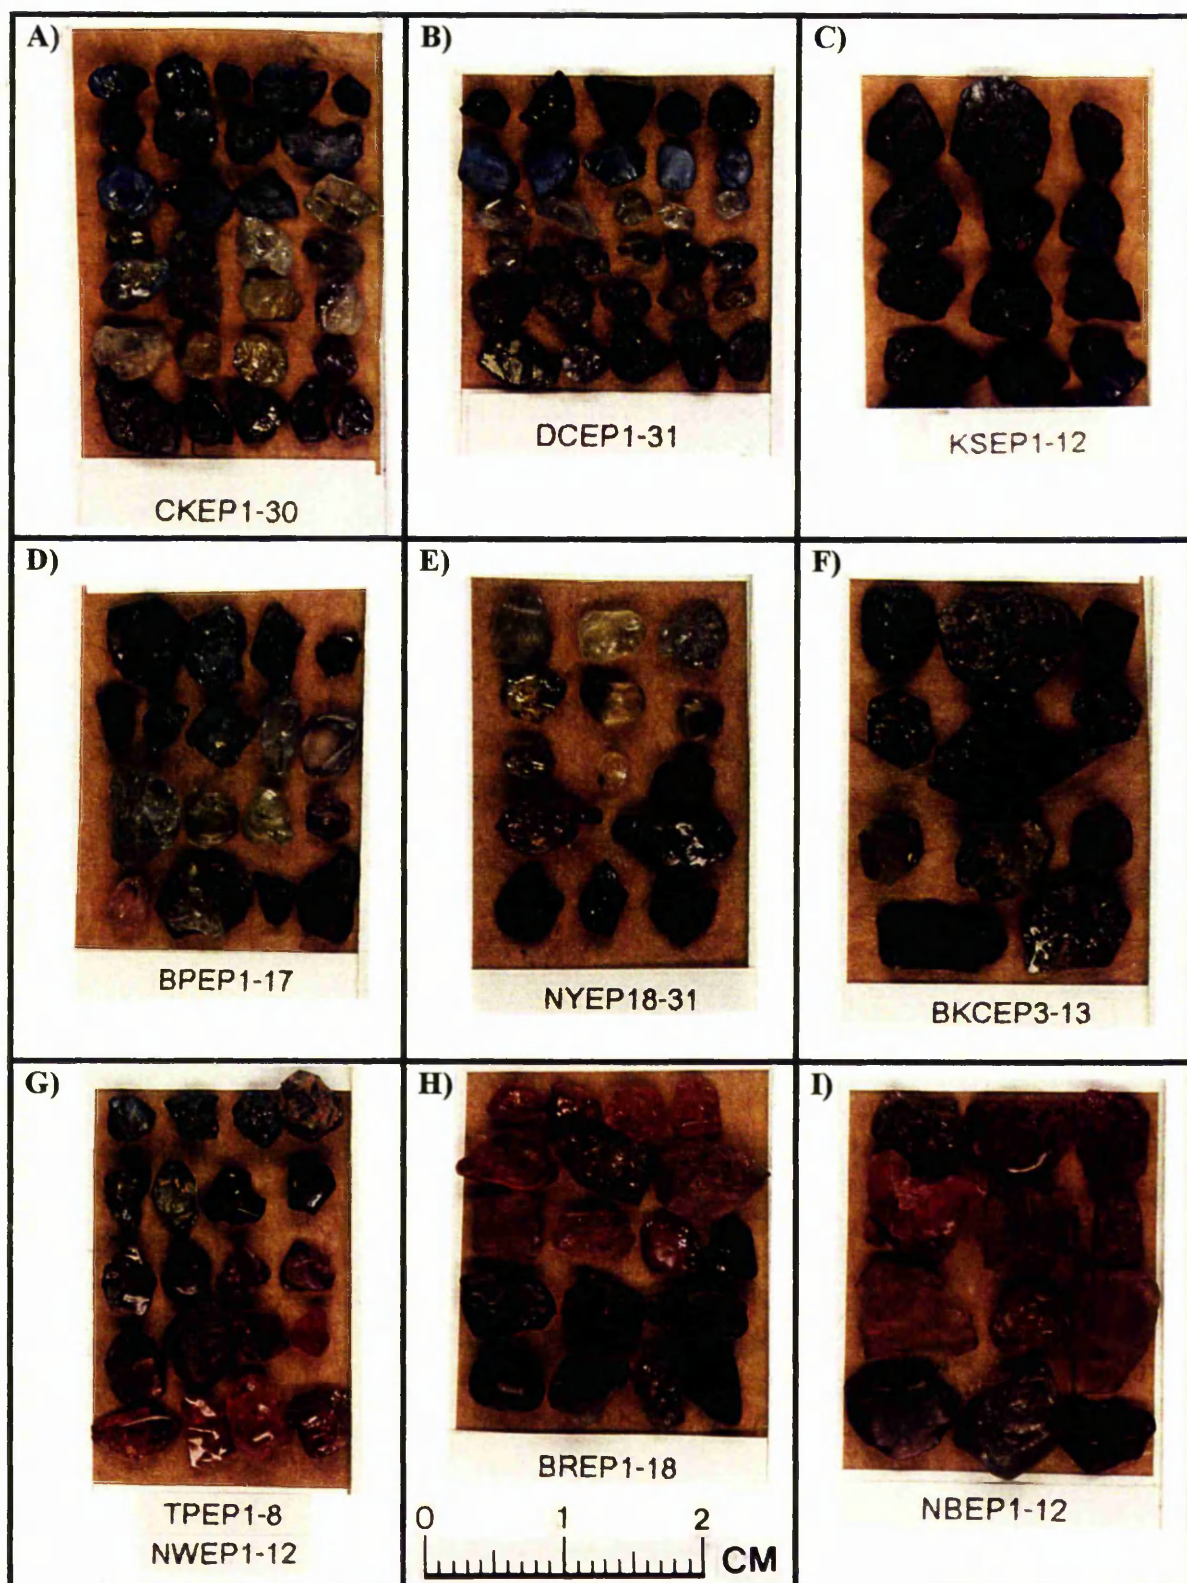 A)
B)
C)
CKEP1-30
DCEP1-31
KSEP1-12
D)
E)
F)
BPEP1-17
NYEP18-31
BKCEP3-13
G)
H)
I)
TPEP1-8
NWEP1-12
BREP1-18
NBEP1-12
0 1 2
CM